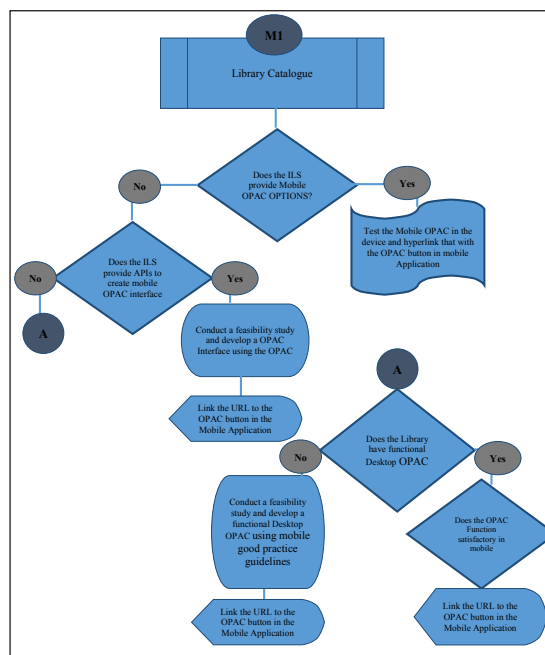 M1
Library Catalogue
Does the ILS
provide Mobile
OPAC OPTIONS?
No
Yes
Test the Mobile OPAC in the
device and hyperlink that with
the OPAC button in mobile
Application
Does the ILS
provide APIs to
create mobile
OPAC interface
No
Yes
A
Conduct a feasibility study
and develop a OPAC
Interface using the OPAC
Link the URL to the
OPAC button in the
Mobile Application
A
Does the Library
have functional
Desktop OPAC
No
Yes
Conduct a feasibility
study and develop a
functional Desktop
OPAC using mobile
good practice
guidelines
Does the OPAC
Function
satisfactory in
mobile
Link the URL to the
OPAC button in the
Mobile Application
Link the URL to the
OPAC button in the
Mobile Application